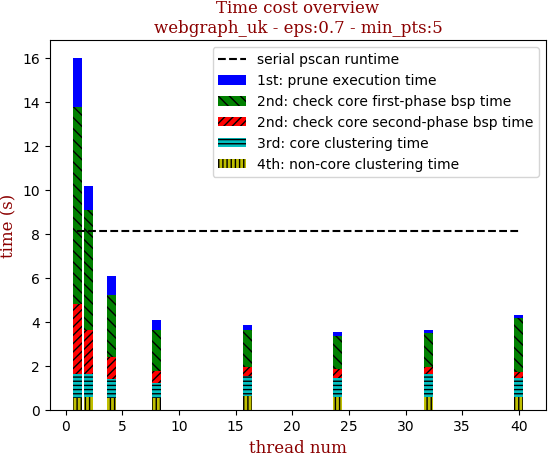 Time cost overview
webgraph_uk - eps:0.7 - min_pts:5
serial pscan runtime
1st: prune execution time
2nd: check core first-phase bsp time
2nd: check core second-phase bsp time
3rd: core clustering time
4th: non-core clustering time
time (s)
16
14
12
10
8
6
4
2
0
0 5 10 15 20 25 30 35 40
thread num